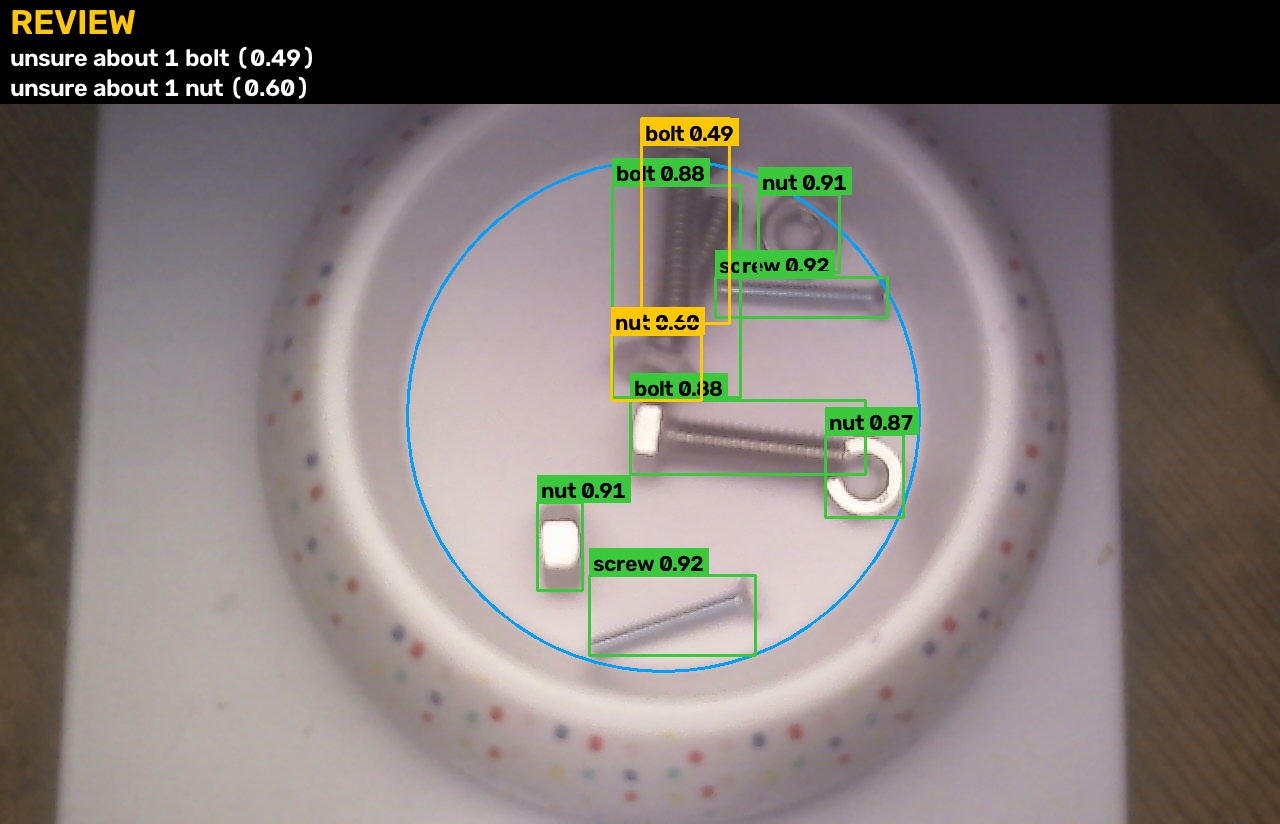 REVIEW
unsure about 1 bolt (0.49)
unsure about 1 nut (0.60)
bolt 0.49
bolt 0.88
nut 0.91
screw 0.92
nut 0.60
bolt 0.88
nut 0.87
nut 0.91
screw 0.92